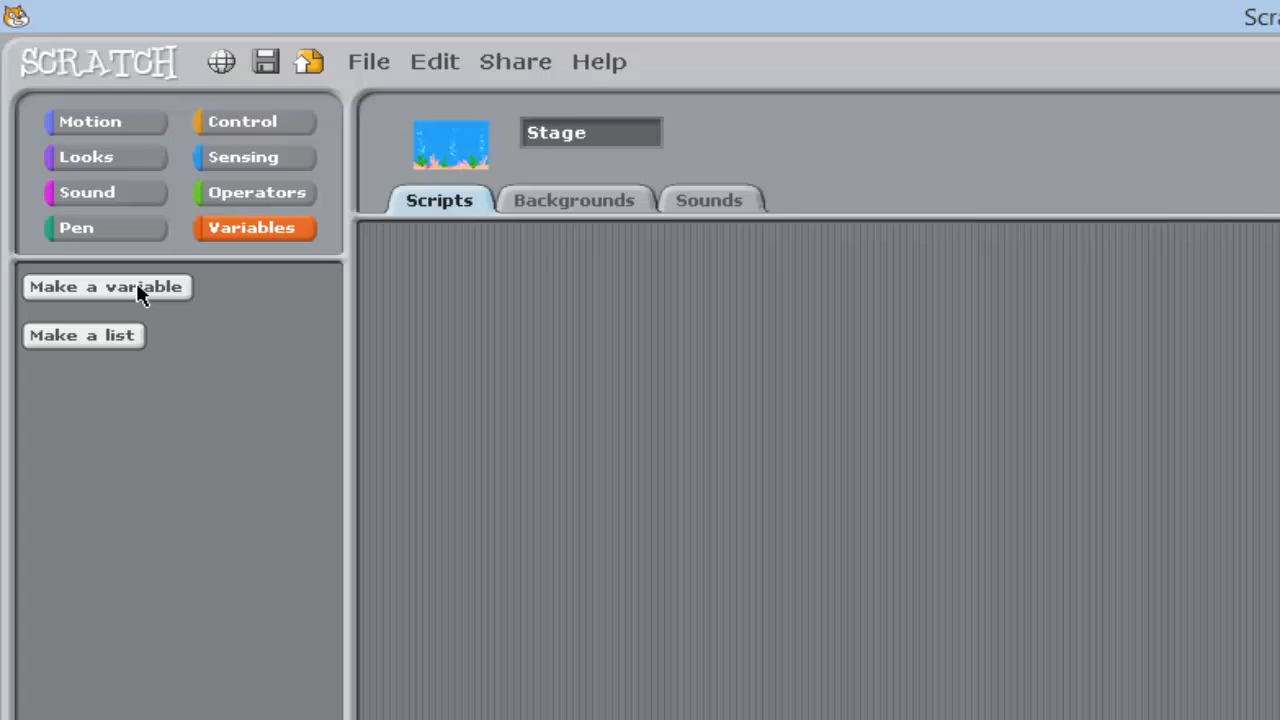 Scra
SCRATCH File Edit Share Help
Motion Control
Looks Sensing
Sound Operators
Pen Variables
Make a variable
Make a list
Stage
Scripts Backgrounds Sounds